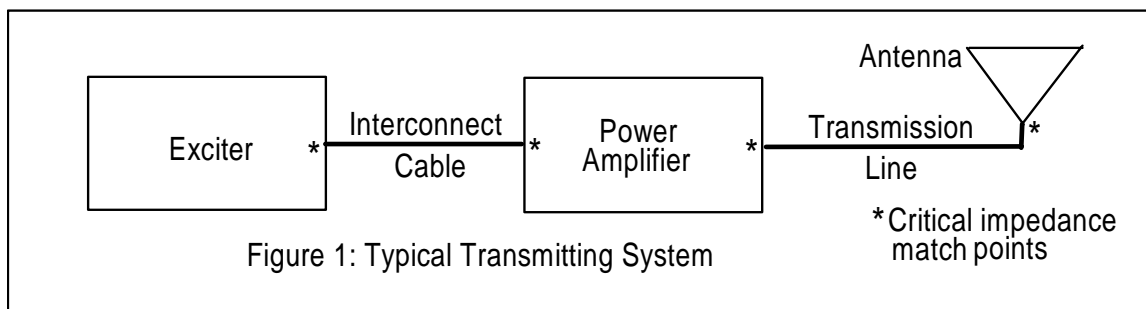 Antenna
Exciter *
Interconnect
Cable
* Power
Amplifier *
Transmission
Line
*
* Critical impedance
match points
Figure 1: Typical Transmitting System